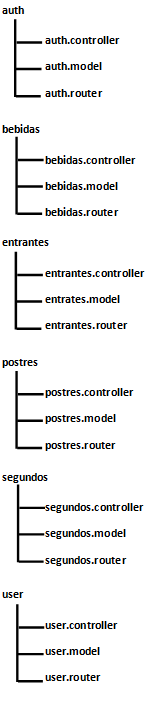 auth
auth.controller
auth.model
auth.router
bebidas
bebidas.controller
bebidas.model
bebidas.router
entrantes
entrantes.controller
entrates.model
entrantes.router
postres
postres.controller
postres.model
postres.router
segundos
segundos.controller
segundos.model
segundos.router
user
user.controller
user.model
user.router